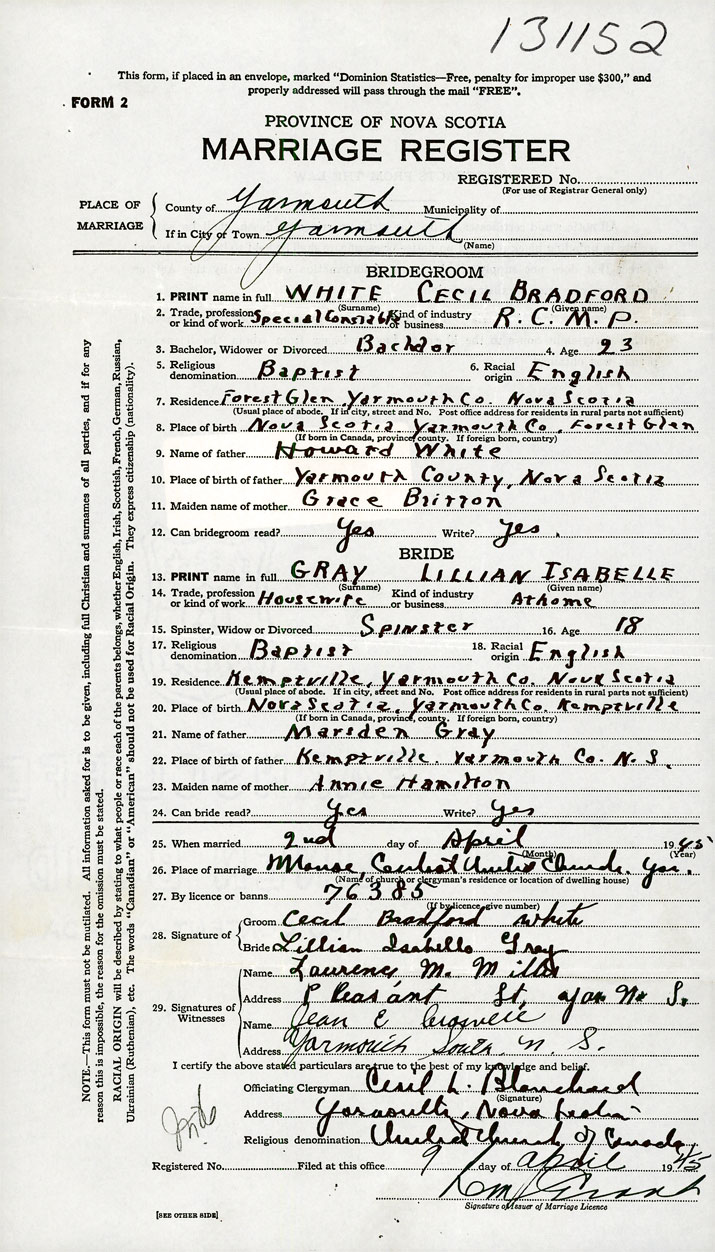 131152
This form, if placed in an envelope, marked "Dominion Statistics—Free, penalty for improper use $300," and
properly addressed will pass through the mail "FREE".
FORM 2
PROVINCE OF NOVA SCOTIA
MARRIAGE REGISTER
REGISTERED No.
(For use of Registrar General only)
PLACE OF MARRIAGE
County of Yarmouth Municipality of
If in City or Town Yarmouth
(Name)
BRIDEGROOM
1. PRINT name in full WHITE CECIL BRADFORD
(Surname) (Given name)
2. Trade, profession or kind of work Special Constable Kind of industry or business R.C.M.P.
3. Bachelor, Widower or Divorced Bachelor 4. Age 23
5. Religious denomination Baptist 6. Racial origin English
7. Residence Forest Glen, Yarmouth Co. Nova Scotia
(Usual place of abode. If in city, street and No. Post office address for residents in rural parts not sufficient)
8. Place of birth Nova Scotia Yarmouth Co, Forest Glen
(If born in Canada, province, county. If foreign born, country)
9. Name of father Howard White
10. Place of birth of father Yarmouth County, Nova Scotia
11. Maiden name of mother Grace Britton
12. Can bridegroom read? Yes Write? Yes.
BRIDE
13. PRINT name in full GRAY LILLIAN ISABELLE
(Surname) (Given name)
14. Trade, profession or kind of work Housewife Kind of industry or business At home
15. Spinster, Widow or Divorced Spinster 16. Age 18
17. Religious denomination Baptist 18. Racial origin English
19. Residence Kemptville, Yarmouth Co. Nova Scotia
(Usual place of abode. If in city, street and No. Post office address for residents in rural parts not sufficient)
20. Place of birth Nova Scotia, Yarmouth Co. Kemptville
(If born in Canada, province, county. If foreign born, country)
21. Name of father Marsden Gray
22. Place of birth of father Kemptville. Yarmouth Co. N. S.
23. Maiden name of mother Annie Hamilton
24. Can bride read? Yes Write? Yes
25. When married 2nd day of April 1945
(Month) (Year)
26. Place of marriage Manse, Central United Church. Yar.
(Name of church or clergyman's residence or location of dwelling house)
27. By licence or banns 76385
(If by licence, give number)
28. Signature of
Groom Cecil Bradford White
Bride Lillian Isabelle Gray
29. Signatures of Witnesses
Name Laurence M.
Address Pleasant St, Yar N. S.
Name Jean E
Address Yarmouth South N. S.
I certify the above stated particulars are true to the best of my knowledge and belief.
Officiating Clergyman Cecil L. Blanchard
(Signature)
Address Yarmouth, Nova Scotia
Religious denomination United Church of Canada
Registered No. Filed at this office 9 day of April 1945
Grant
Signature of Issuer of Marriage Licence
[SEE OTHER SIDE]
NOTE.—This form must not be mutilated. All information asked for is to be given, including full Christian and surnames of all parties, and if for any
reason this is impossible, the reason for the omission must be stated.
RACIAL ORIGIN will be described by stating to what people or race each of the parents belongs, whether English, Irish, Scottish, French, German, Russian,
Ukrainian (Ruthenian), etc. The words "Canadian" or "American" should not be used for Racial Origin. They express citizenship (nationality).